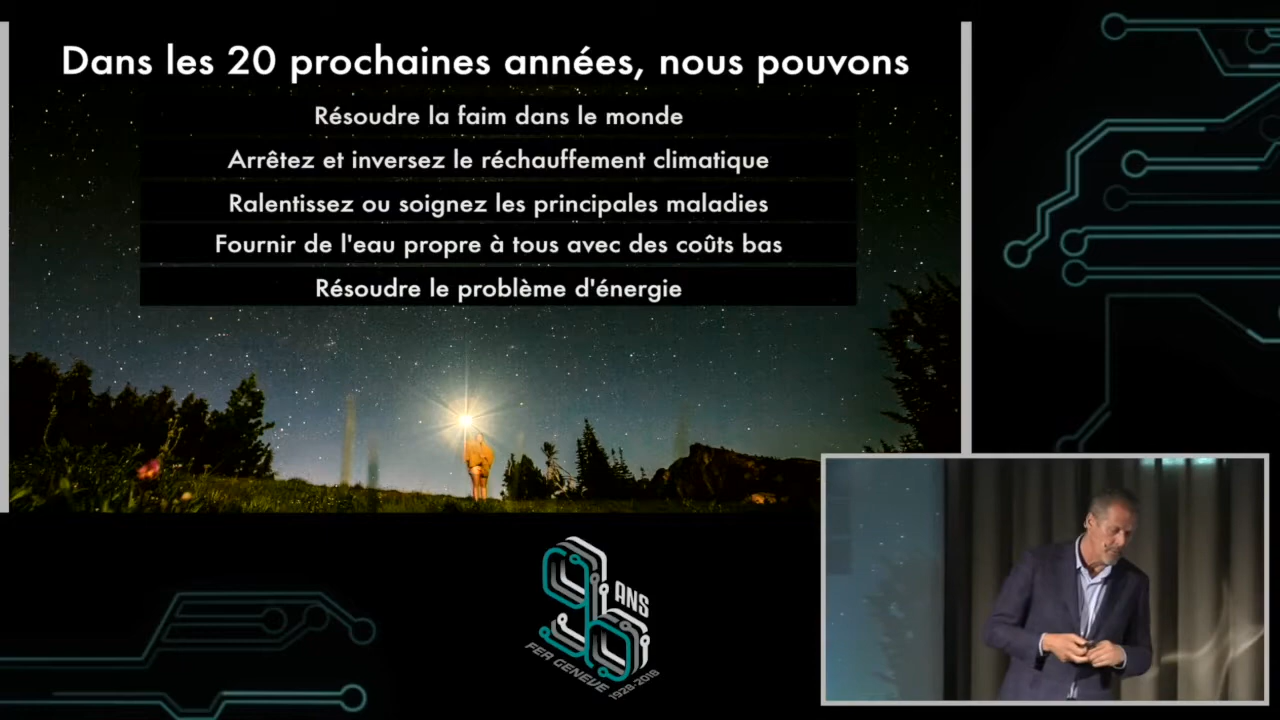 Dans les 20 prochaines années, nous pouvons
Résoudre la faim dans le monde
Arrêtez et inversez le réchauffement climatique
Ralentissez ou soignez les principales maladies
Fournir de l'eau propre à tous avec des coûts bas
Résoudre le problème d'énergie
90 ANS
FER GENEVE 1928-2018